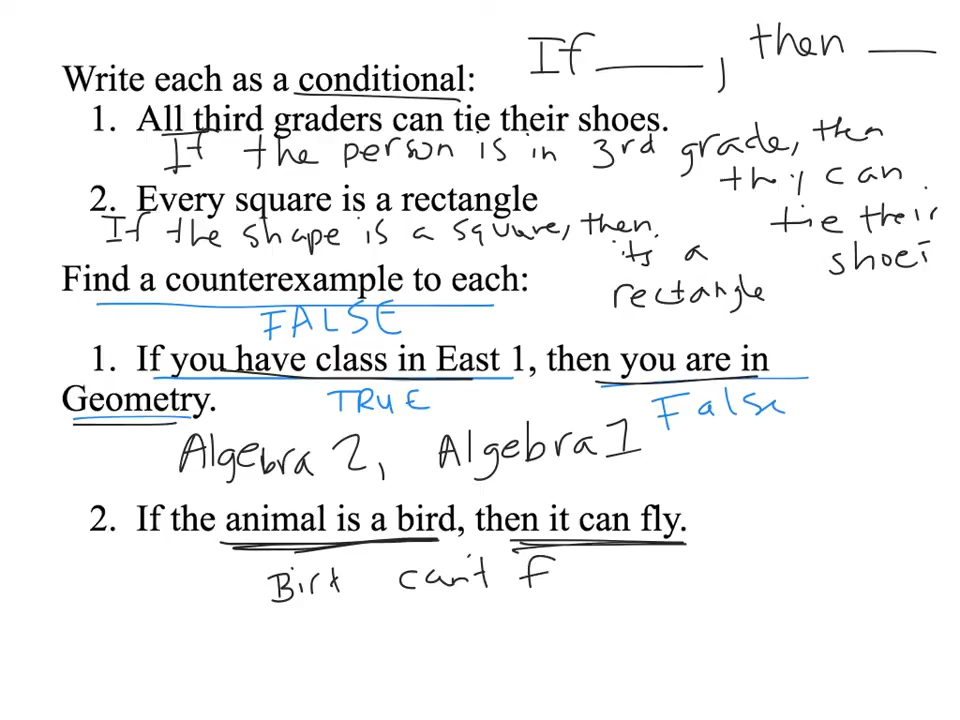 If ____, then ____
Write each as a conditional:
1. All third graders can tie their shoes.
If the person is in 3rd grade, then
they can
tie their
shoes
2. Every square is a rectangle
If the shape is a square, then
its a
rectangle
Find a counterexample to each:
FALSE
1. If you have class in East 1, then you are in
Geometry.
TRUE
False
Algebra 2, Algebra 1
2. If the animal is a bird, then it can fly.
can't f